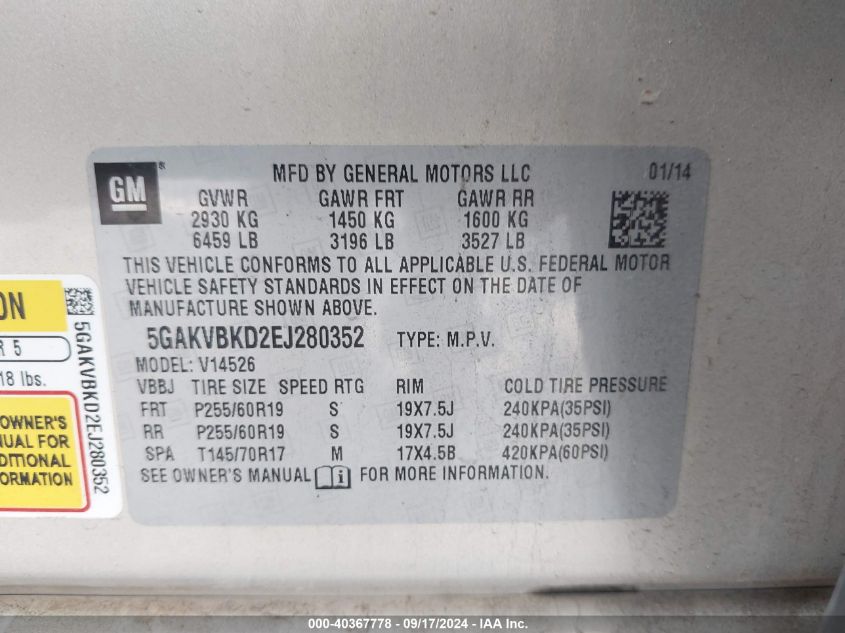 GM
MFD BY GENERAL MOTORS LLC 01/14
GVWR GAWR FRT GAWR RR
2930 KG 1450 KG 1600 KG
6459 LB 3196 LB 3527 LB
THIS VEHICLE CONFORMS TO ALL APPLICABLE U.S. FEDERAL MOTOR
VEHICLE SAFETY STANDARDS IN EFFECT ON THE DATE OF
MANUFACTURE SHOWN ABOVE.
5GAKVBKD2EJ280352 TYPE: M.P.V.
MODEL: V14526
VBBJ TIRE SIZE SPEED RTG RIM COLD TIRE PRESSURE
FRT P255/60R19 S 19X7.5J 240KPA(35PSI)
RR P255/60R19 S 19X7.5J 240KPA(35PSI)
SPA T145/70R17 M 17X4.5B 420KPA(60PSI)
SEE OWNER'S MANUAL FOR MORE INFORMATION.
ON
R 5
18 lbs.
OWNER'S
NUAL FOR
DITIONAL
FORMATION
5GAKVBKD2EJ280352
000-40367778 - 09/17/2024 - IAA Inc.